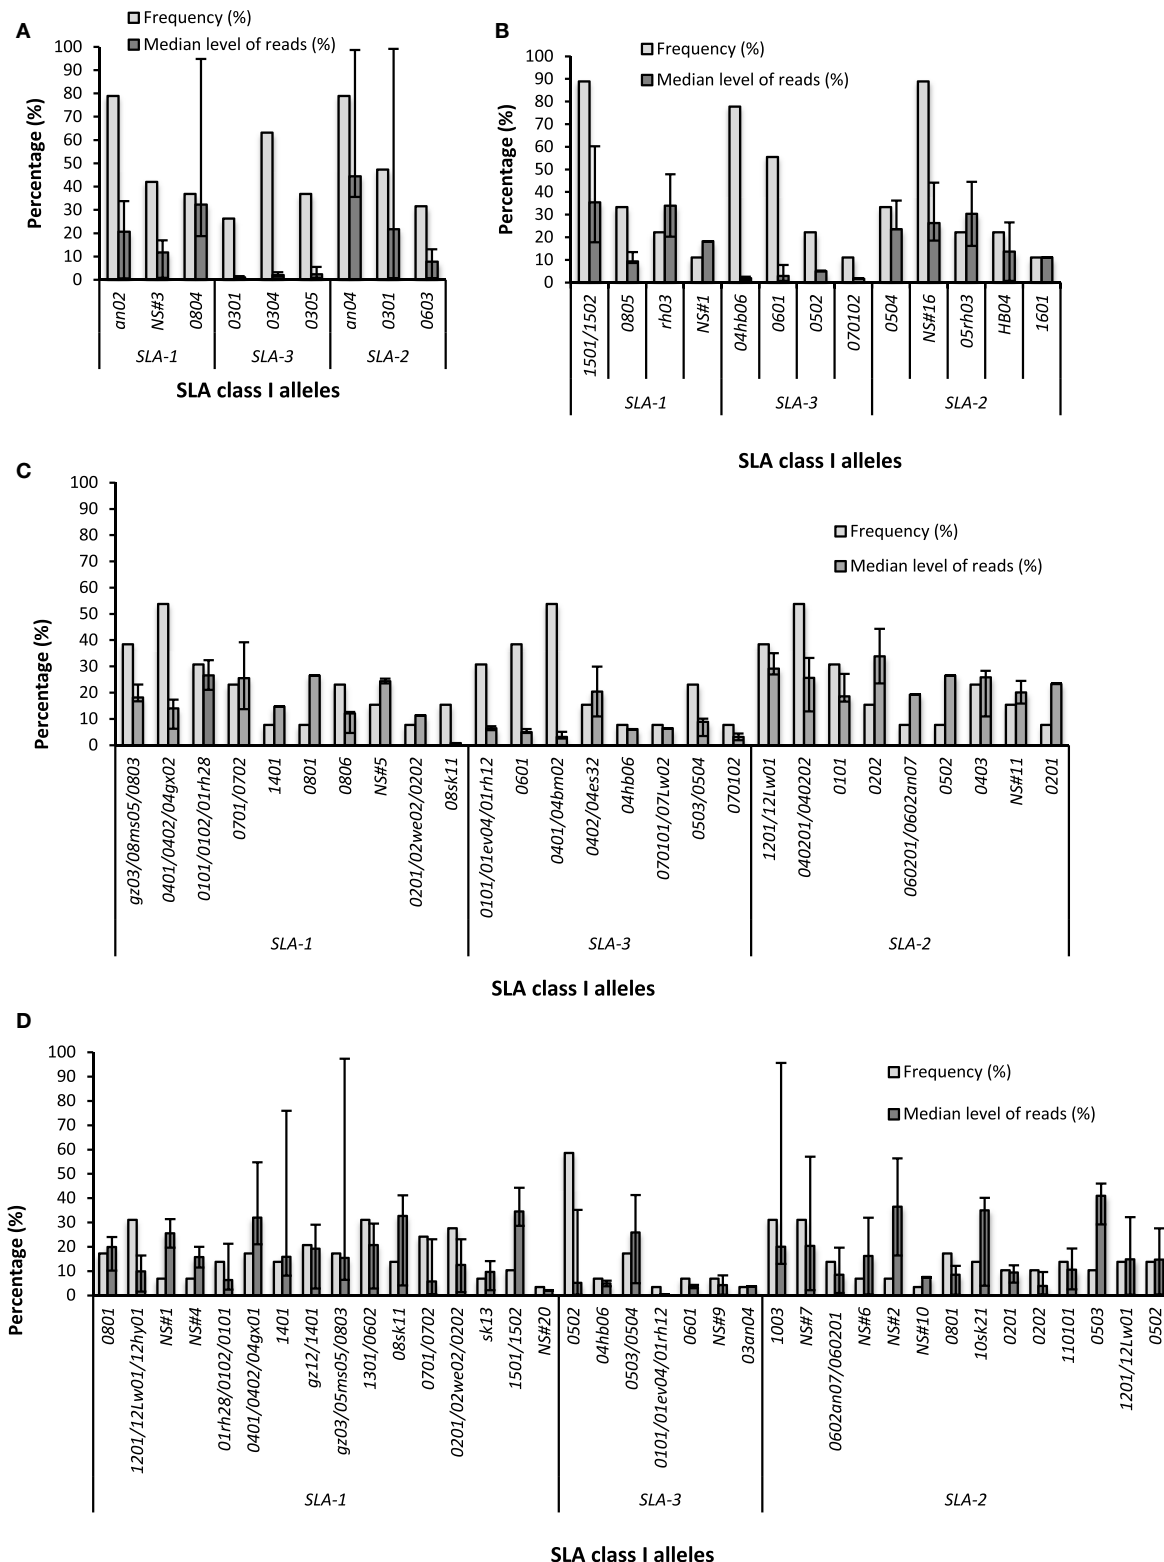 A
Frequency (%)
Median level of reads (%)
Percentage (%)
100
90
80
70
60
50
40
30
20
10
0
an02
NS#3
0804
0301
0304
0305
an04
0301
0603
SLA-1
SLA-3
SLA-2
SLA class I alleles
B
Frequency (%)
Median level of reads (%)
Percentage (%)
100
90
80
70
60
50
40
30
20
10
0
1501/1502
0805
rh03
NS#1
04hb06
0601
0502
070102
0504
NS#16
05rh03
HB04
1601
SLA-1
SLA-3
SLA-2
SLA class I alleles
C
Frequency (%)
Median level of reads (%)
Percentage (%)
100
90
80
70
60
50
40
30
20
10
0
gz03/08ms05/0803
0401/0402/04gx02
0101/0102/01rh28
0701/0702
1401
0801
0806
NS#5
0201/02we02/0202
08sk11
0101/01ev04/01rh12
0601
0401/04bm02
0402/04es32
04hb06
070101/07Lw02
0503/0504
070102
1201/12Lw01
040201/040202
0101
0202
060201/0602an07
0502
0403
NS#11
0201
SLA-1
SLA-3
SLA-2
SLA class I alleles
D
Frequency (%)
Median level of reads (%)
Percentage (%)
100
90
80
70
60
50
40
30
20
10
0
0801
1201/12Lw01/12hy01
NS#1
NS#4
01rh28/0102/0101
0401/0402/04gx01
1401
gz12/1401
gz03/05ms05/0803
1301/0602
08sk11
0701/0702
0201/02we02/0202
sk13
1501/1502
NS#20
0502
04hb06
0503/0504
0101/01ev04/01rh12
0601
NS#9
03an04
1003
NS#7
0602an07/060201
NS#6
NS#2
NS#10
0801
10sk21
0201
0202
110101
0503
1201/12Lw01
0502
SLA-1
SLA-3
SLA-2
SLA class I alleles